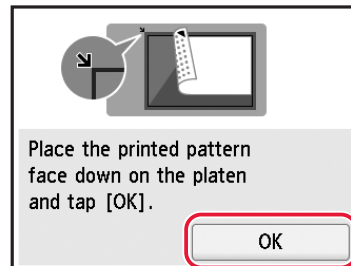 Place the printed pattern
face down on the platen
and tap [OK].
OK